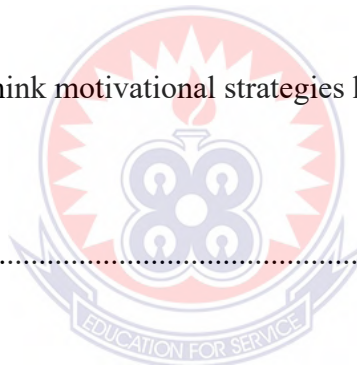 hink motivational strategies l
....................................................
EDUCATION FOR SERVICE